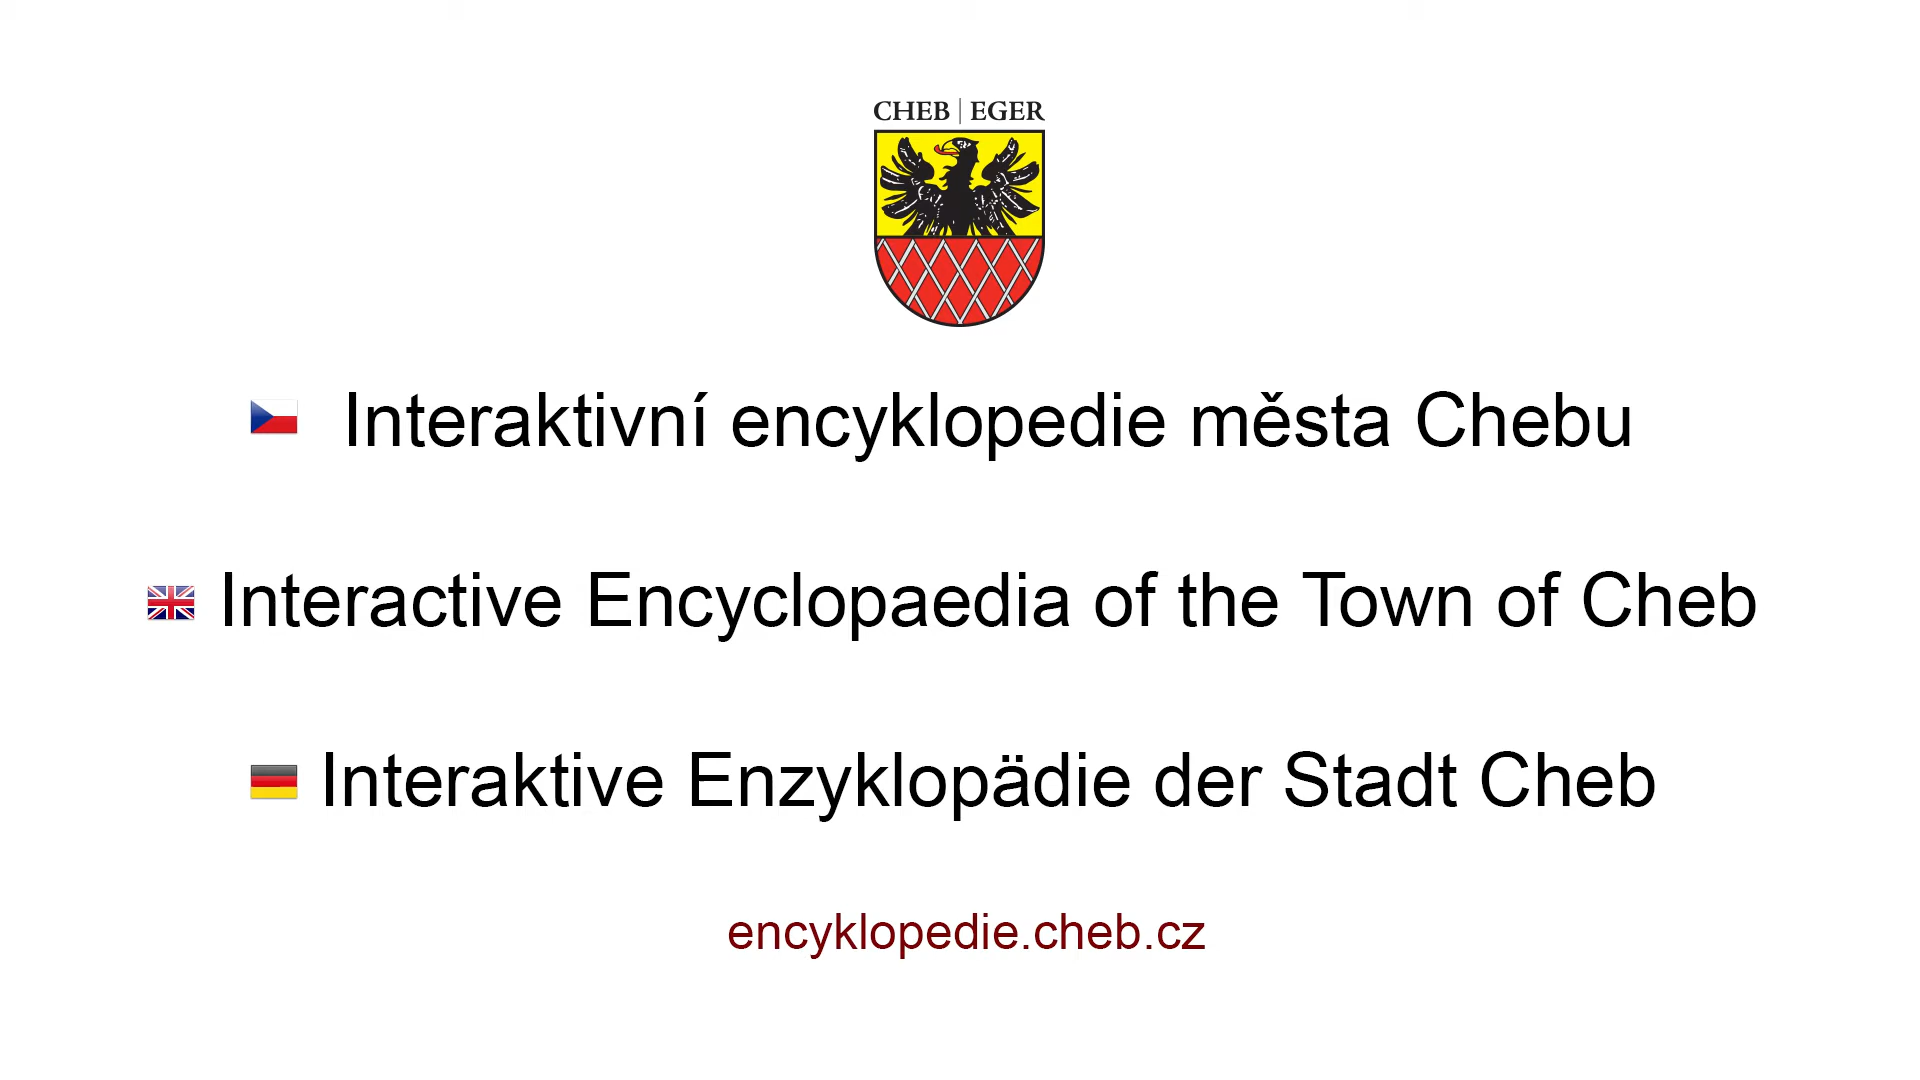 CHEB | EGER
Interaktivní encyklopedie města Chebu
Interactive Encyclopaedia of the Town of Cheb
Interaktive Enzyklopädie der Stadt Cheb
encyklopedie.cheb.cz